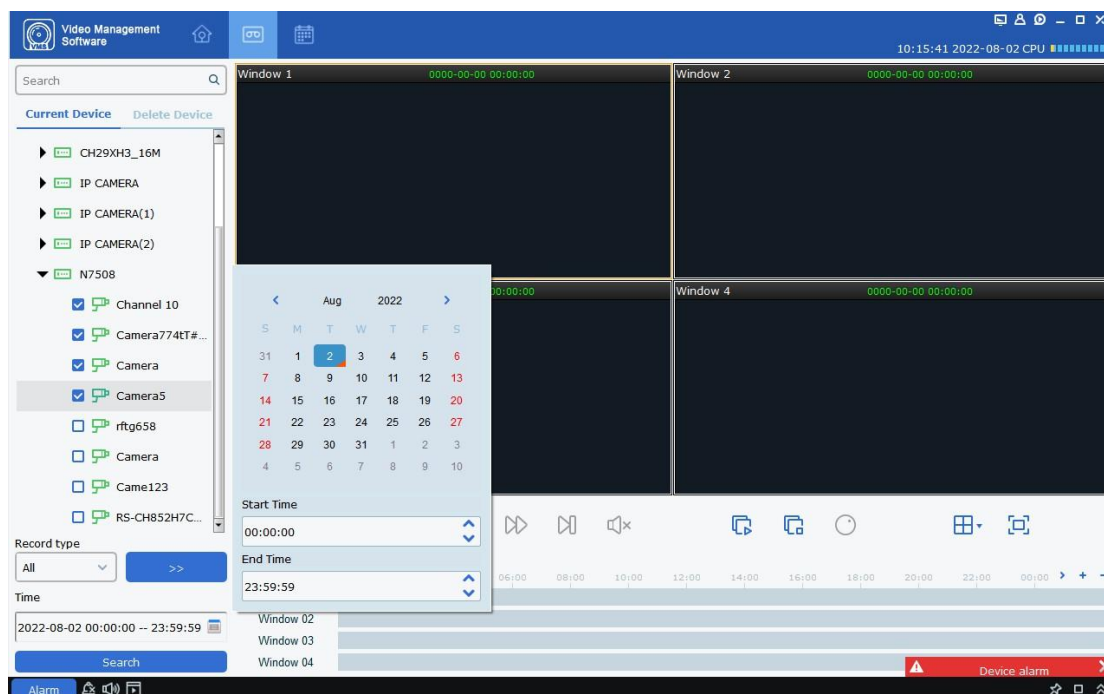 Video Management
Software
10:15:41 2022-08-02 CPU
Search
Current Device Delete Device
CH29XH3_16M
IP CAMERA
IP CAMERA(1)
IP CAMERA(2)
N7508
Channel 10
Camera774tT#...
Camera
Camera5
rftg658
Camera
Came123
RS-CH852H7C...
Record type
All >>
Time
2022-08-02 00:00:00 -- 23:59:59
Search
Window 1 0000-00-00 00:00:00
Window 2 0000-00-00 00:00:00
00:00:00
Window 4 0000-00-00 00:00:00
< Aug 2022 >
S M T W T F S
31 1 2 3 4 5 6
7 8 9 10 11 12 13
14 15 16 17 18 19 20
21 22 23 24 25 26 27
28 29 30 31 1 2 3
4 5 6 7 8 9 10
Start Time
00:00:00
End Time
23:59:59
06:00 08:00 10:00 12:00 14:00 16:00 18:00 20:00 22:00 00:00 > + -
Window 02
Window 03
Window 04
Device alarm
Alarm